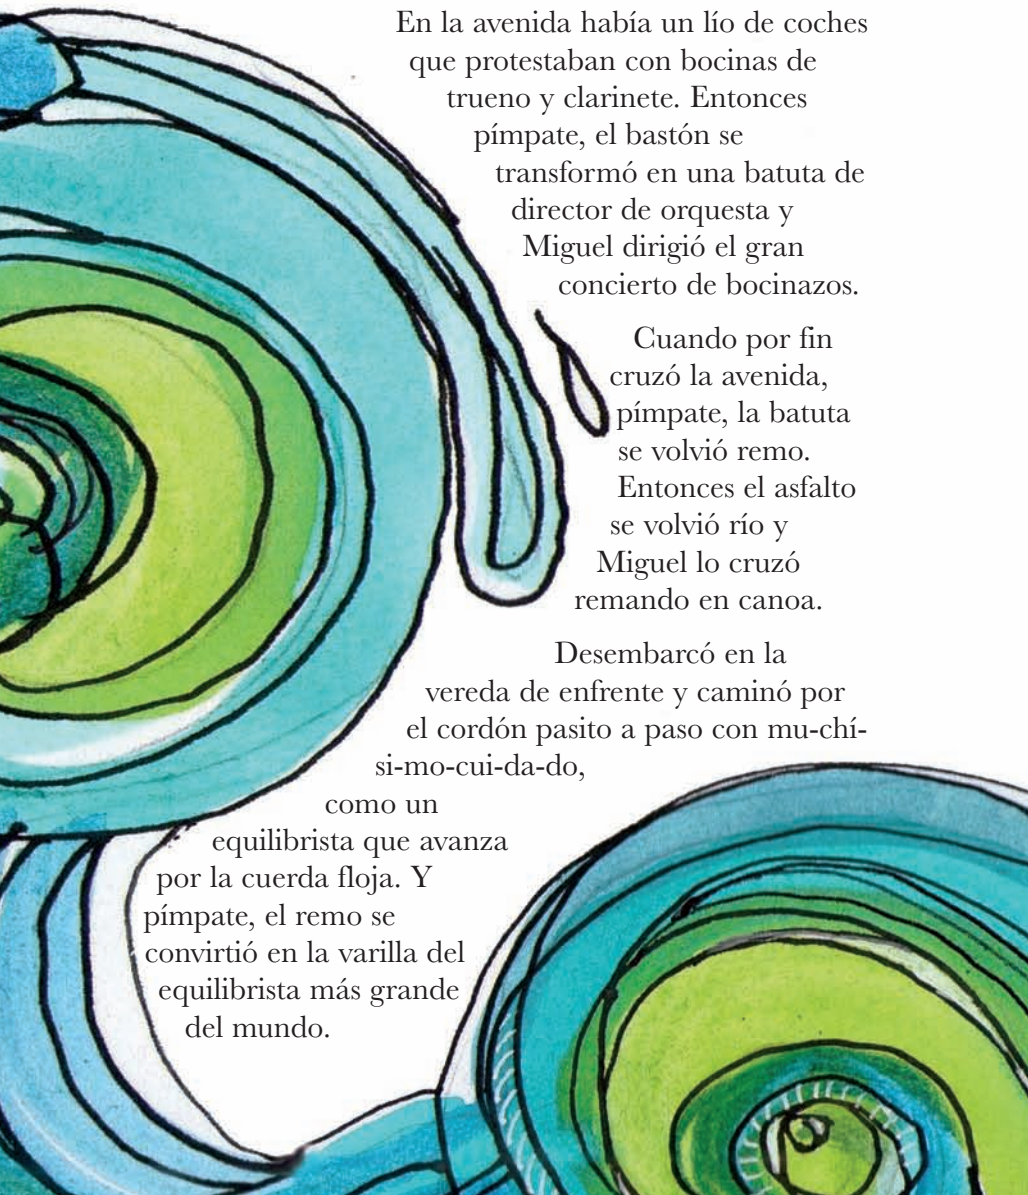 En la avenida había un lío de coches
que protestaban con bocinas de
trueno y clarinete. Entonces
pímpate, el bastón se
transformó en una batuta de
director de orquesta y
Miguel dirigió el gran
concierto de bocinazos.
Cuando por fin
cruzó la avenida,
pímpate, la batuta
se volvió remo.
Entonces el asfalto
se volvió río y
Miguel lo cruzó
remando en canoa.
Desembarcó en la
vereda de enfrente y caminó por
el cordón pasito a paso con mu-chí-
si-mo-cui-da-do,
como un
equilibrista que avanza
por la cuerda floja. Y
pímpate, el remo se
convirtió en la varilla del
equilibrista más grande
del mundo.